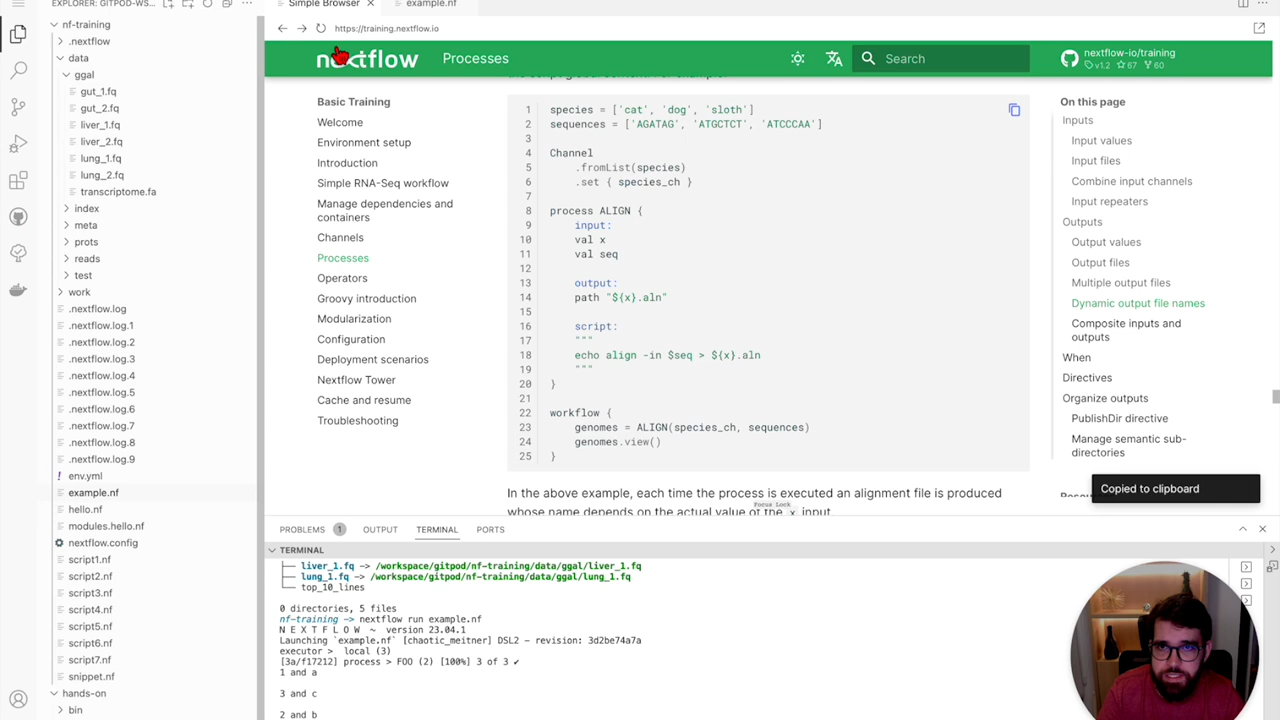 EXPLORER: GITPOD-WS...
nf-training
.nextflow
data
ggal
gut_1.fq
gut_2.fq
liver_1.fq
liver_2.fq
lung_1.fq
lung_2.fq
transcriptome.fa
index
meta
prots
reads
test
work
.nextflow.log
.nextflow.log.1
.nextflow.log.2
.nextflow.log.3
.nextflow.log.4
.nextflow.log.5
.nextflow.log.6
.nextflow.log.7
.nextflow.log.8
.nextflow.log.9
env.yml
example.nf
hello.nf
modules.hello.nf
nextflow.config
script1.nf
script2.nf
script3.nf
script4.nf
script5.nf
script6.nf
script7.nf
snippet.nf
hands-on
bin
Simple Browser
example.nf
https://training.nextflow.io
nextflow
Processes
Search
nextflow-io/training
v1.2 67 60
Basic Training
Welcome
Environment setup
Introduction
Simple RNA-Seq workflow
Manage dependencies and
containers
Channels
Processes
Operators
Groovy introduction
Modularization
Configuration
Deployment scenarios
Nextflow Tower
Cache and resume
Troubleshooting
1 species = ['cat', 'dog', 'sloth']
2 sequences = ['AGATAG', 'ATGCTCT', 'ATCCCAA']
3
4 Channel
5 .fromList(species)
6 .set { species_ch }
7
8 process ALIGN {
9 input:
10 val x
11 val seq
12
13 output:
14 path "${x}.aln"
15
16 script:
17 """
18 echo align -in $seq > ${x}.aln
19 """
20 }
21
22 workflow {
23 genomes = ALIGN(species_ch, sequences)
24 genomes.view()
25 }
In the above example, each time the process is executed an alignment file is produced
whose name depends on the actual value of the x input.
Focus Lock
On this page
Inputs
Input values
Input files
Combine input channels
Input repeaters
Outputs
Output values
Output files
Multiple output files
Dynamic output file names
Composite inputs and
outputs
When
Directives
Organize outputs
PublishDir directive
Manage semantic sub-
directories
Copied to clipboard
PROBLEMS 1 OUTPUT TERMINAL PORTS
TERMINAL
├── liver_1.fq -> /workspace/gitpod/nf-training/data/ggal/liver_1.fq
├── lung_1.fq -> /workspace/gitpod/nf-training/data/ggal/lung_1.fq
└── top_10_lines
0 directories, 5 files
nf-training -> nextflow run example.nf
N E X T F L O W ~ version 23.04.1
Launching `example.nf` [chaotic_meitner] DSL2 - revision: 3d2be74a7a
executor > local (3)
[3a/f17212] process > FOO (2) [100%] 3 of 3 ✔
1 and a
3 and c
2 and b